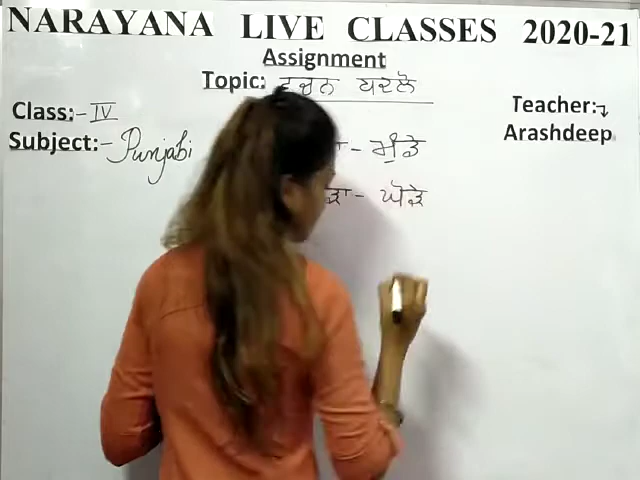 NARAYANA LIVE CLASSES 2020-21
Assignment
Topic: ਵਚਨ ਬਦਲੋ
Class:- IV
Subject:- Punjabi
Teacher:
Arashdeep
- ਮੁੰਡੇ
- ਘੋੜੇ